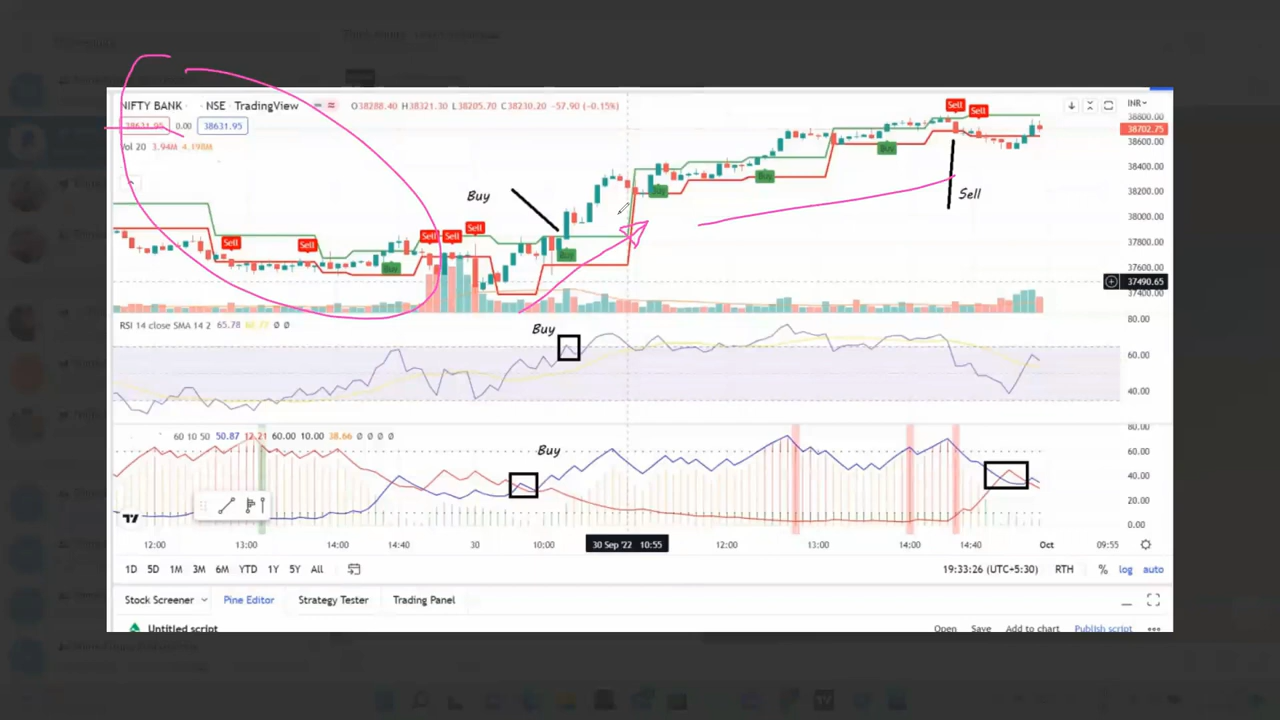 NIFTY BANK · NSE TradingView O38288.40 H38321.30 L38205.70 C38230.20 -57.90 (-0.15%) INR
38631.95 0.00 38631.95
Vol 20 3.94M 4.198M
Sell Sell
38800.00
38702.75
38600.00
38400.00
38200.00
38000.00
37800.00
37600.00
37490.65
37400.00
Buy
Sell
Sell Sell Sell Sell Sell
Buy Buy Buy Buy Buy
RSI 14 close SMA 14 2 65.78 Ø Ø
80.00
60.00
40.00
Buy
60 10 50 50.87 12.21 60.00 10.00 38.66 Ø Ø Ø Ø
80.00
60.00
40.00
20.00
0.00
Buy
12:00 13:00 14:00 14:40 30 10:00 30 Sep '22 10:55 12:00 13:00 14:00 14:40 Oct 09:55
1D 5D 1M 3M 6M YTD 1Y 5Y All 19:33:26 (UTC+5:30) RTH % log auto
Stock Screener Pine Editor Strategy Tester Trading Panel
Untitled script Open Save Add to chart Publish script